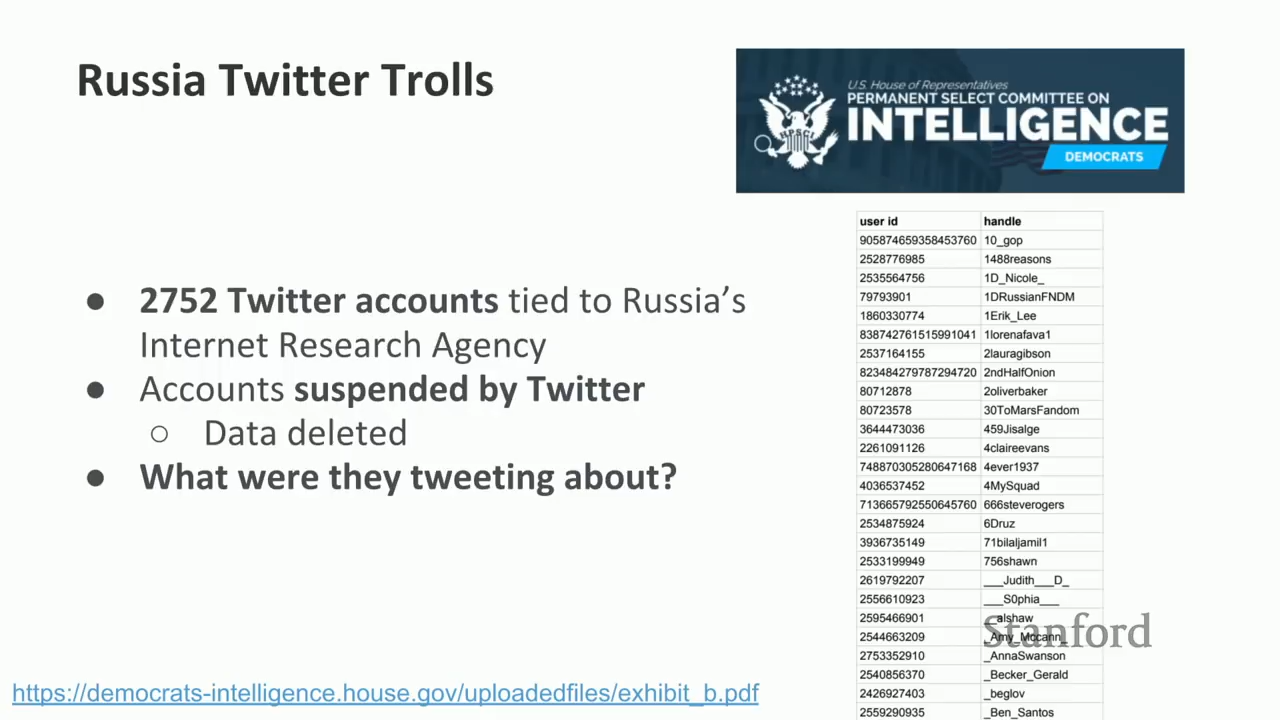 Russia Twitter Trolls
U.S. House of Representatives
PERMANENT SELECT COMMITTEE ON
INTELLIGENCE
DEMOCRATS
HPSCI
● 2752 Twitter accounts tied to Russia's
Internet Research Agency
● Accounts suspended by Twitter
○ Data deleted
● What were they tweeting about?
user id handle
905874659358453760 10_gop
2528776985 1488reasons
2535564756 1D_Nicole_
79793901 1DRussianFNDM
1860330774 1Erik_Lee
838742761515991041 1lorenafava1
2537164155 2lauragibson
823484279787294720 2ndHalfOnion
80712878 2oliverbaker
80723578 30ToMarsFandom
3644473036 459Jisalge
2261091126 4claireevans
748870305280647168 4ever1937
4036537452 4MySquad
713665792550645760 666steverogers
2534875924 6Druz
3936735149 71bilaljamil1
2533199949 756shawn
2619792207 ___Judith___D_
2556610923 ___S0phia___
2595466901 __alshaw
2544663209 _Amy_Mccann_
2753352910 _AnnaSwanson
2540856370 _Becker_Gerald
2426927403 _beglov
2559290935 _Ben_Santos
Stanford
https://democrats-intelligence.house.gov/uploadedfiles/exhibit_b.pdf